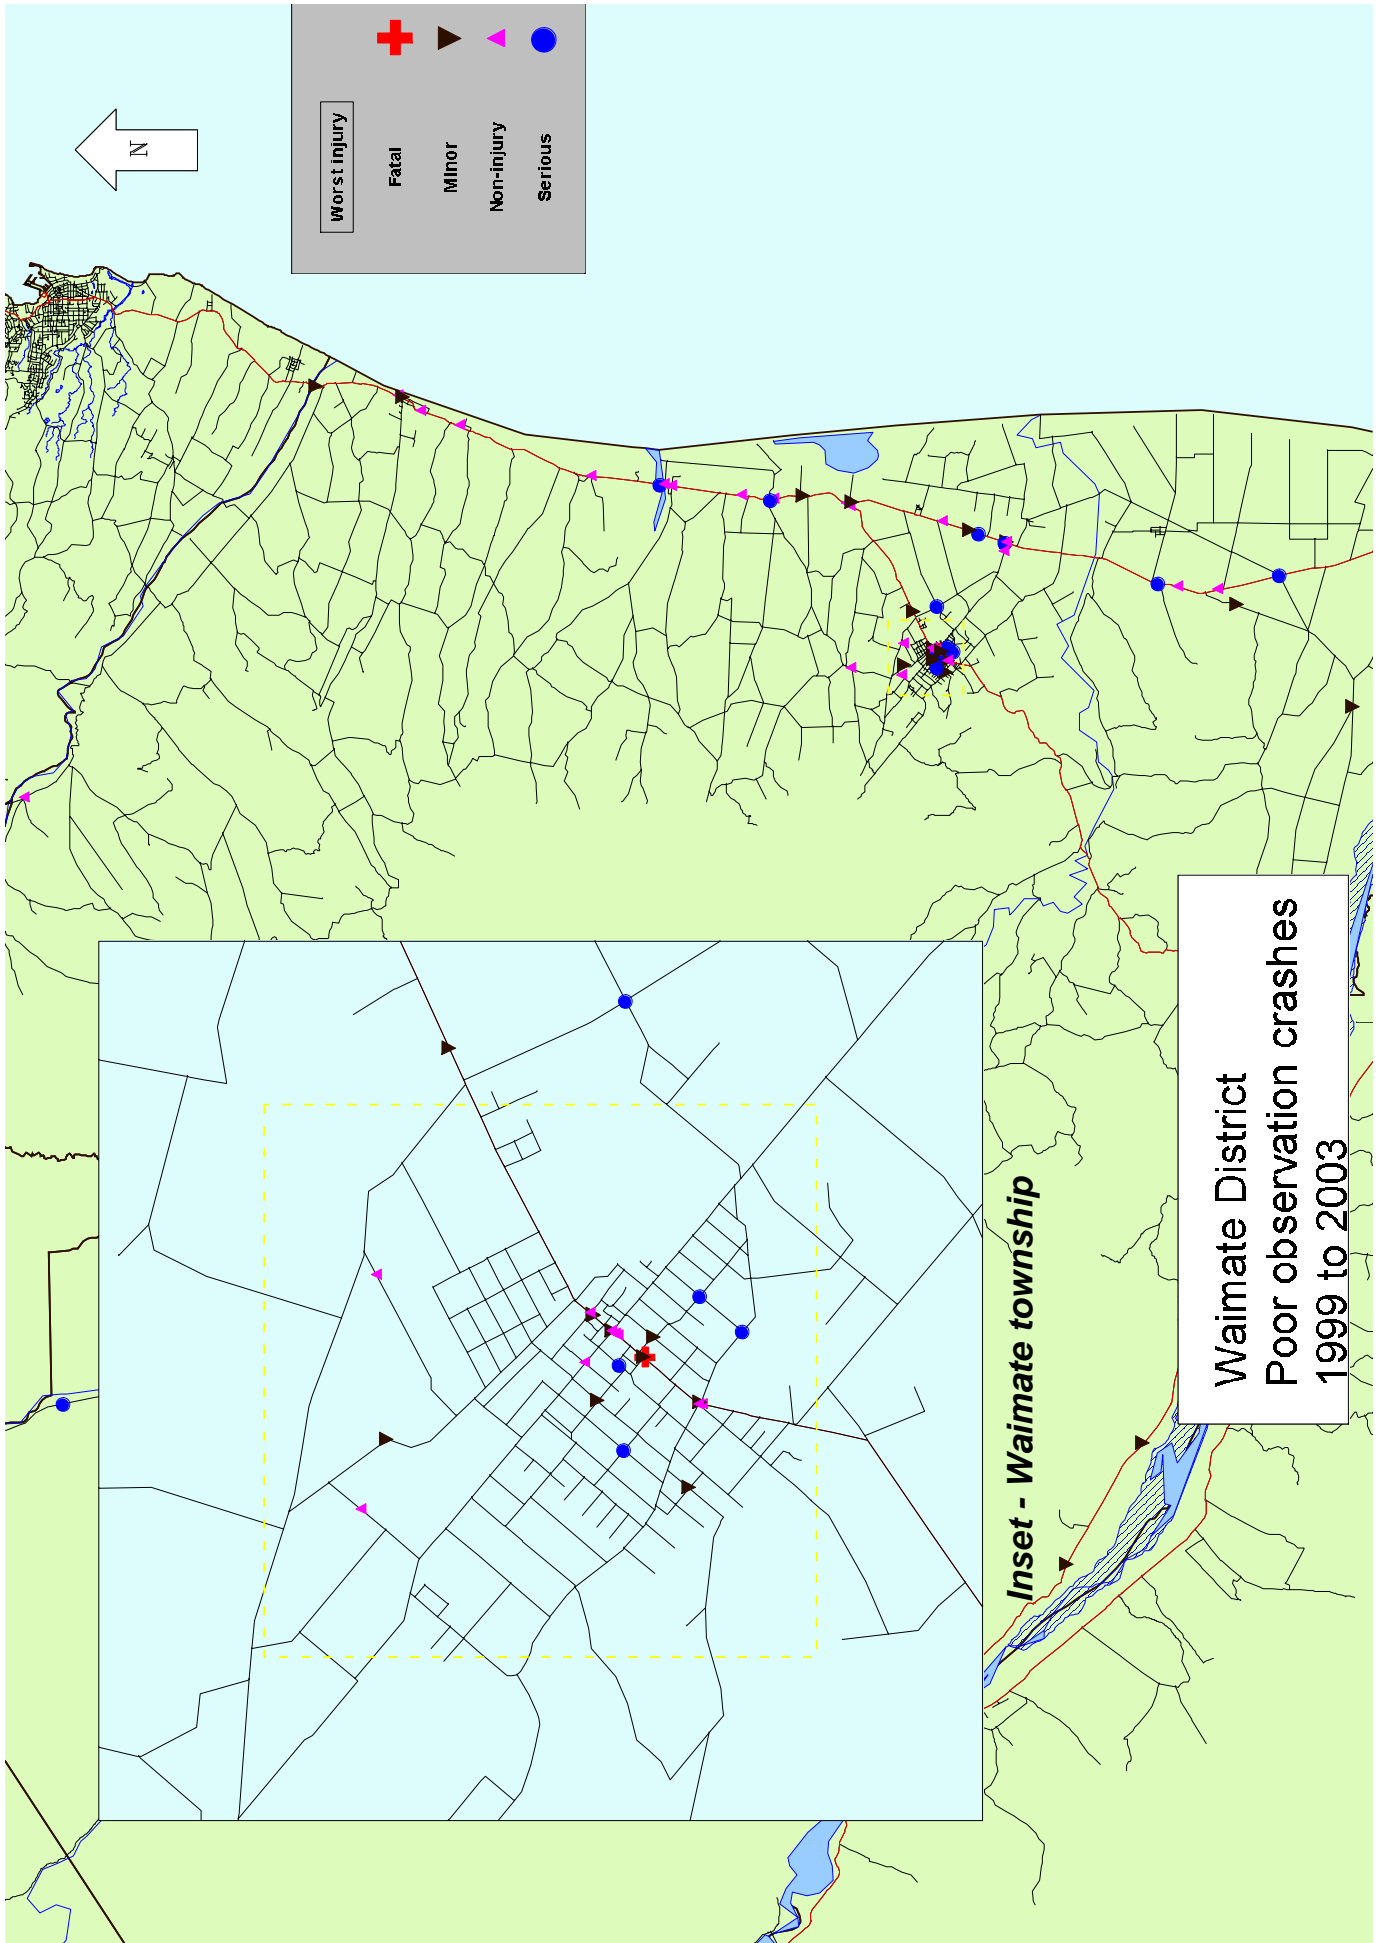 N
Worst injury
Fatal
Minor
Non-injury
Serious
Inset - Waimate township
Waimate District
Poor observation crashes
1999 to 2003